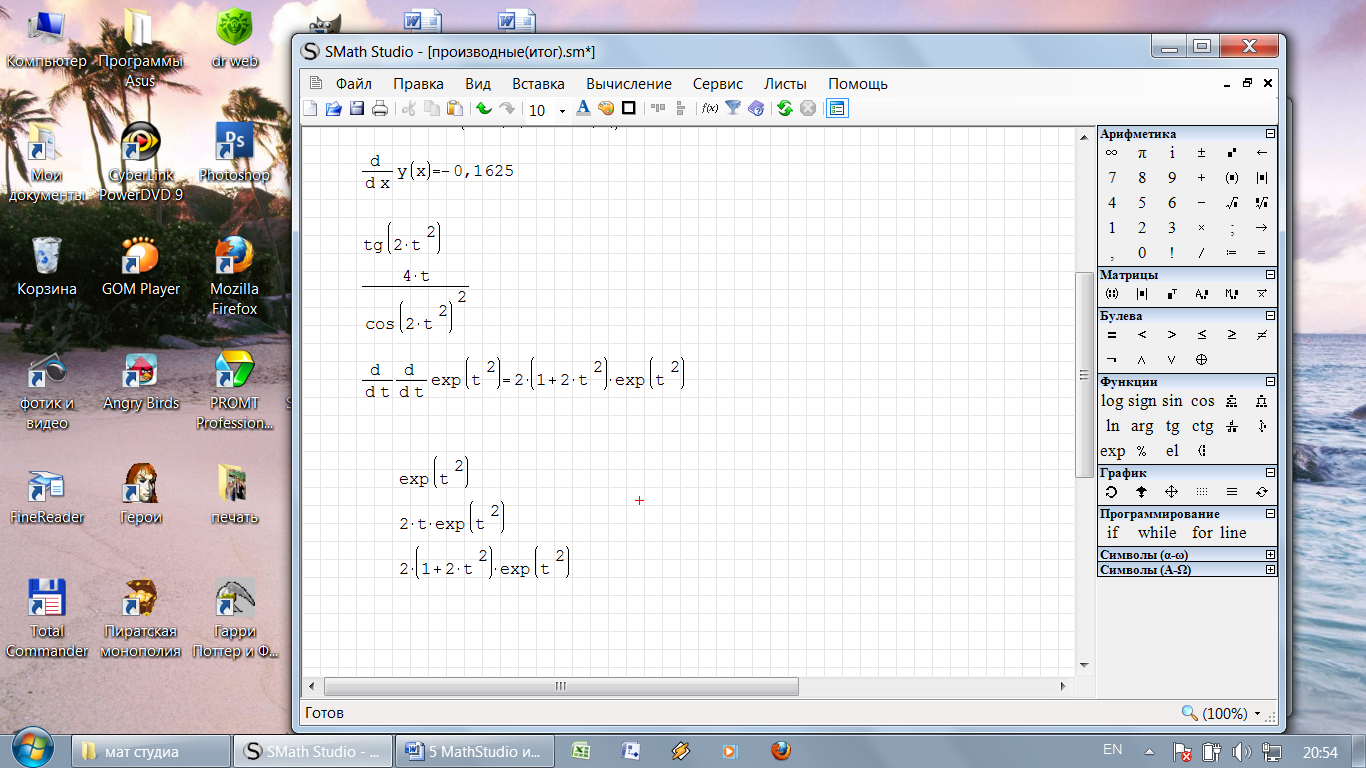 Компьютер
Программы Asus
dr web
Мои документы
CyberLink PowerDVD 9
Photoshop
Корзина
GOM Player
Mozilla Firefox
фотик и видео
Angry Birds
PROMT Profession...
FineReader
Герои
печать
Total Commander
Пиратская монополия
Гарри Поттер и Ф...
SMath Studio - [производные(итог).sm*]
Файл Правка Вид Вставка Вычисление Сервис Листы Помощь
10 f(x)
d/dx y(x)=-0,1625
tg(2·t^2)
4·t/cos(2·t^2)^2
d/dt d/dt exp(t^2)=2·(1+2·t^2)·exp(t^2)
exp(t^2)
2·t·exp(t^2)
2·(1+2·t^2)·exp(t^2)
Арифметика
∞ π i ± ←
7 8 9 +
4 5 6 −
1 2 3 × ; →
, 0 ! / := =
Матрицы
Булева
= < > ≤ ≥ ≠
¬ ∧ ∨ ⊕
Функции
log sign sin cos
ln arg tg ctg
exp % el
График
Программирование
if while for line
Символы (α-ω)
Символы (Α-Ω)
Готов
(100%)
мат студиа
SMath Studio - ...
5 MathStudio и...
EN
20:54